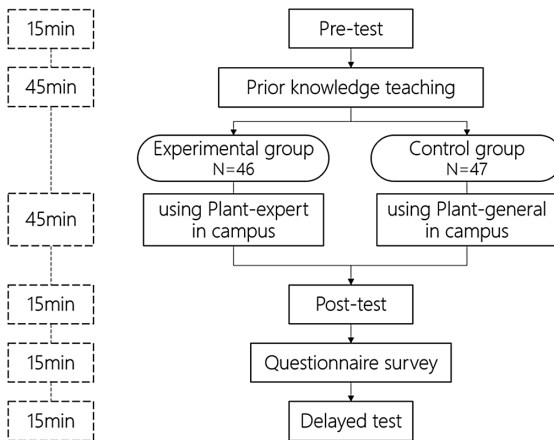 15min
Pre-test
45min
Prior knowledge teaching
Experimental group
N=46
Control group
N=47
45min
using Plant-expert
in campus
using Plant-general
in campus
15min
Post-test
15min
Questionnaire survey
15min
Delayed test